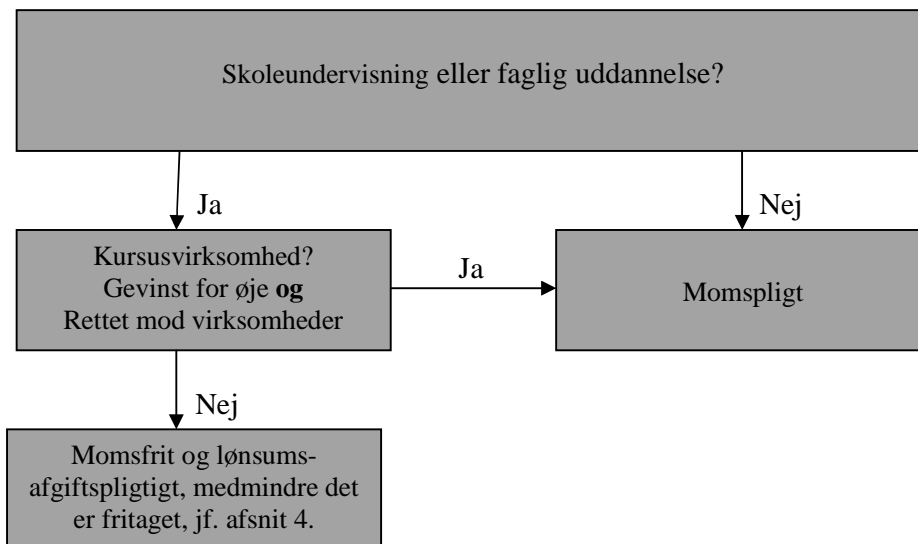 Skoleundervisning eller faglig uddannelse?
Ja
Nej
Kursusvirksomhed?
Gevinst for øje og
Rettet mod virksomheder
Ja
Momspligt
Nej
Momsfrit og lønsums-
afgiftspligtigt, medmindre det
er fritaget, jf. afsnit 4.